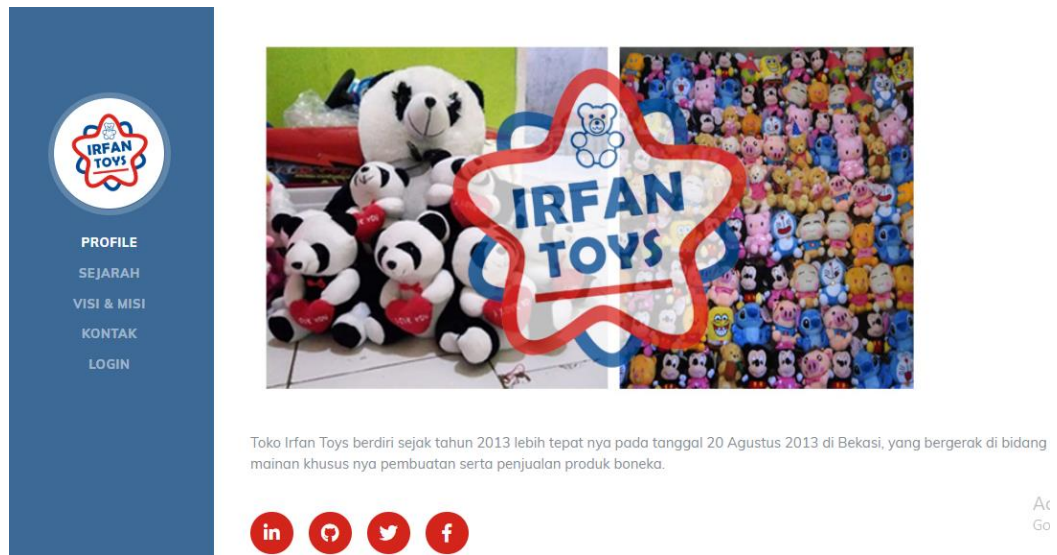 IRFAN
TOYS
PROFILE
SEJARAH
VISI & MISI
KONTAK
LOGIN
IRFAN
TOYS
Toko Irfan Toys berdiri sejak tahun 2013 lebih tepat nya pada tanggal 20 Agustus 2013 di Bekasi, yang bergerak di bidang
mainan khusus nya pembuatan serta penjualan produk boneka.
in
f